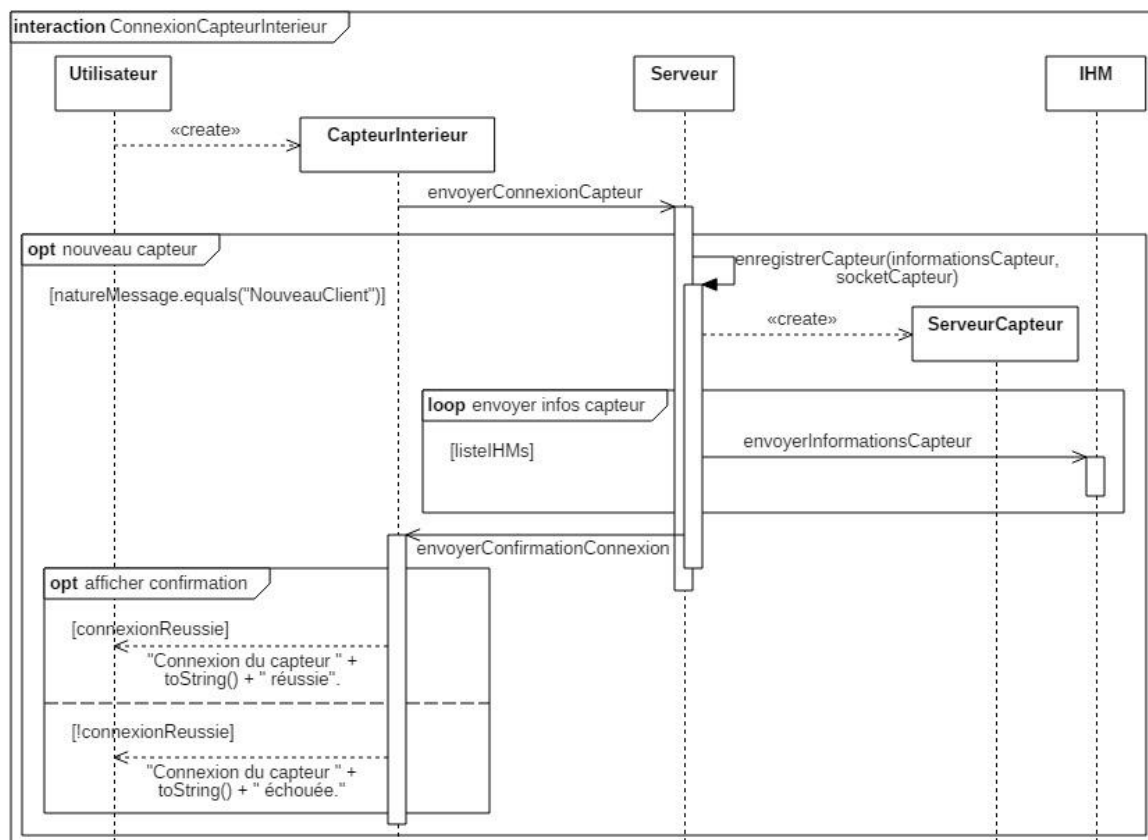 interaction ConnexionCapteurInterieur
Utilisateur
Serveur
IHM
«create»
CapteurInterieur
envoyerConnexionCapteur
opt nouveau capteur
[natureMessage.equals("NouveauClient")]
enregistrerCapteur(informationsCapteur,
socketCapteur)
«create»
ServeurCapteur
loop envoyer infos capteur
[listeIHMs]
envoyerInformationsCapteur
envoyerConfirmationConnexion
opt afficher confirmation
[connexionReussie]
"Connexion du capteur " +
toString() + " réussie".
[!connexionReussie]
"Connexion du capteur " +
toString() + " échouée."